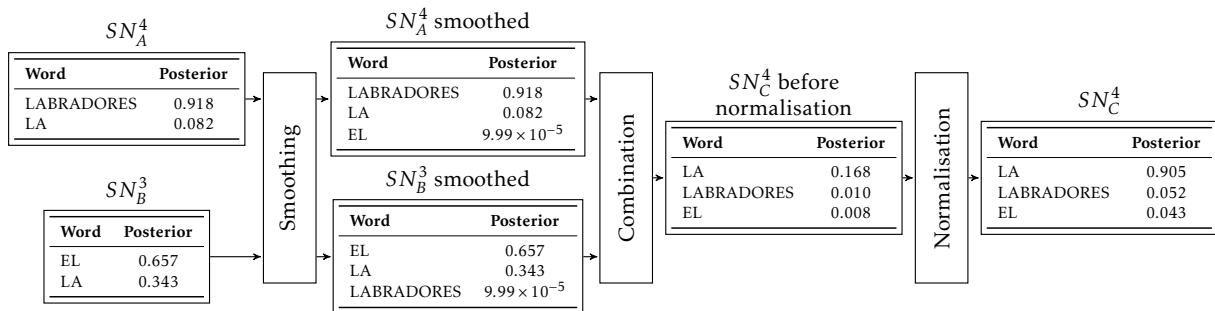 SN_A^4
Word Posterior
LABRADORES 0.918
LA 0.082
SN_B^3
Word Posterior
EL 0.657
LA 0.343
Smoothing
SN_A^4 smoothed
Word Posterior
LABRADORES 0.918
LA 0.082
EL 9.99 × 10^−5
SN_B^3 smoothed
Word Posterior
EL 0.657
LA 0.343
LABRADORES 9.99 × 10^−5
Combination
SN_C^4 before
normalisation
Word Posterior
LA 0.168
LABRADORES 0.010
EL 0.008
Normalisation
SN_C^4
Word Posterior
LA 0.905
LABRADORES 0.052
EL 0.043